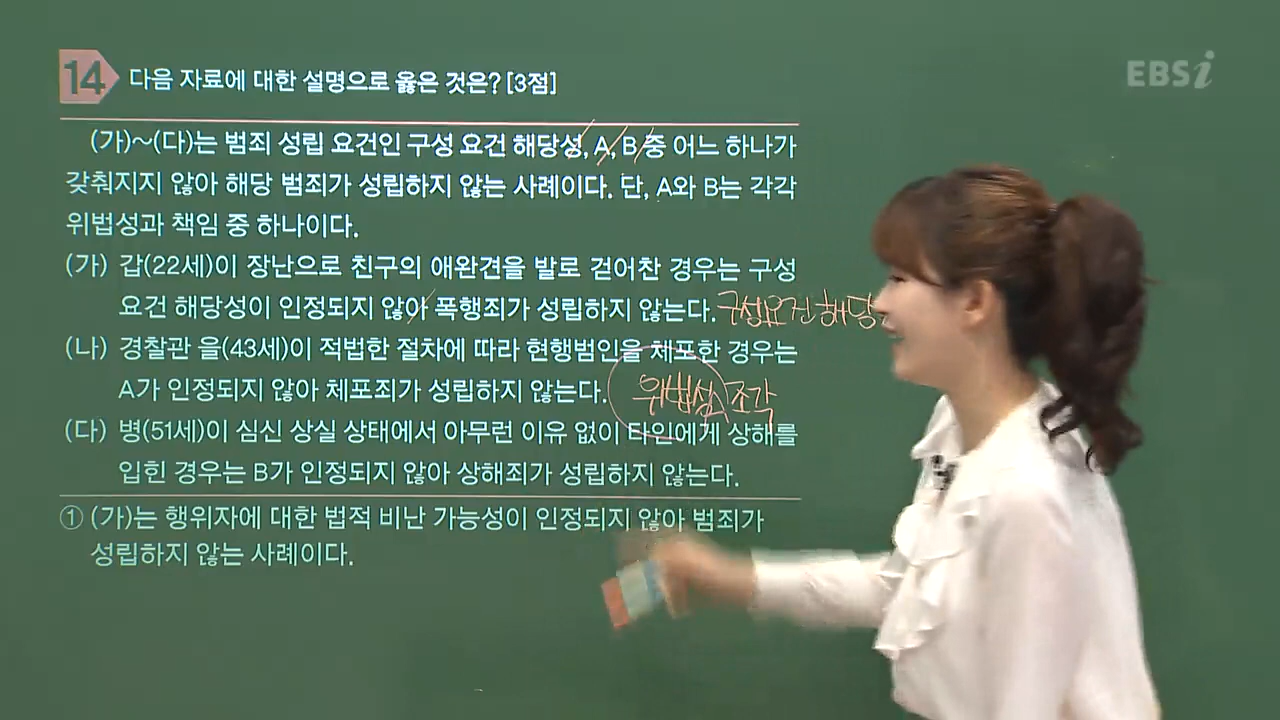 EBSi
14 다음 자료에 대한 설명으로 옳은 것은? [3점]
(가)~(다)는 범죄 성립 요건인 구성 요건 해당성, A, B 중 어느 하나가
갖춰지지 않아 해당 범죄가 성립하지 않는 사례이다. 단, A와 B는 각각
위법성과 책임 중 하나이다.
(가) 갑(22세)이 장난으로 친구의 애완견을 발로 걷어찬 경우는 구성
요건 해당성이 인정되지 않아 폭행죄가 성립하지 않는다. 구성요건 해당
(나) 경찰관 을(43세)이 적법한 절차에 따라 현행범인을 체포한 경우는
A가 인정되지 않아 체포죄가 성립하지 않는다. 위법성 조각
(다) 병(51세)이 심신 상실 상태에서 아무런 이유 없이 타인에게 상해를
입힌 경우는 B가 인정되지 않아 상해죄가 성립하지 않는다.
① (가)는 행위자에 대한 법적 비난 가능성이 인정되지 않아 범죄가
성립하지 않는 사례이다.